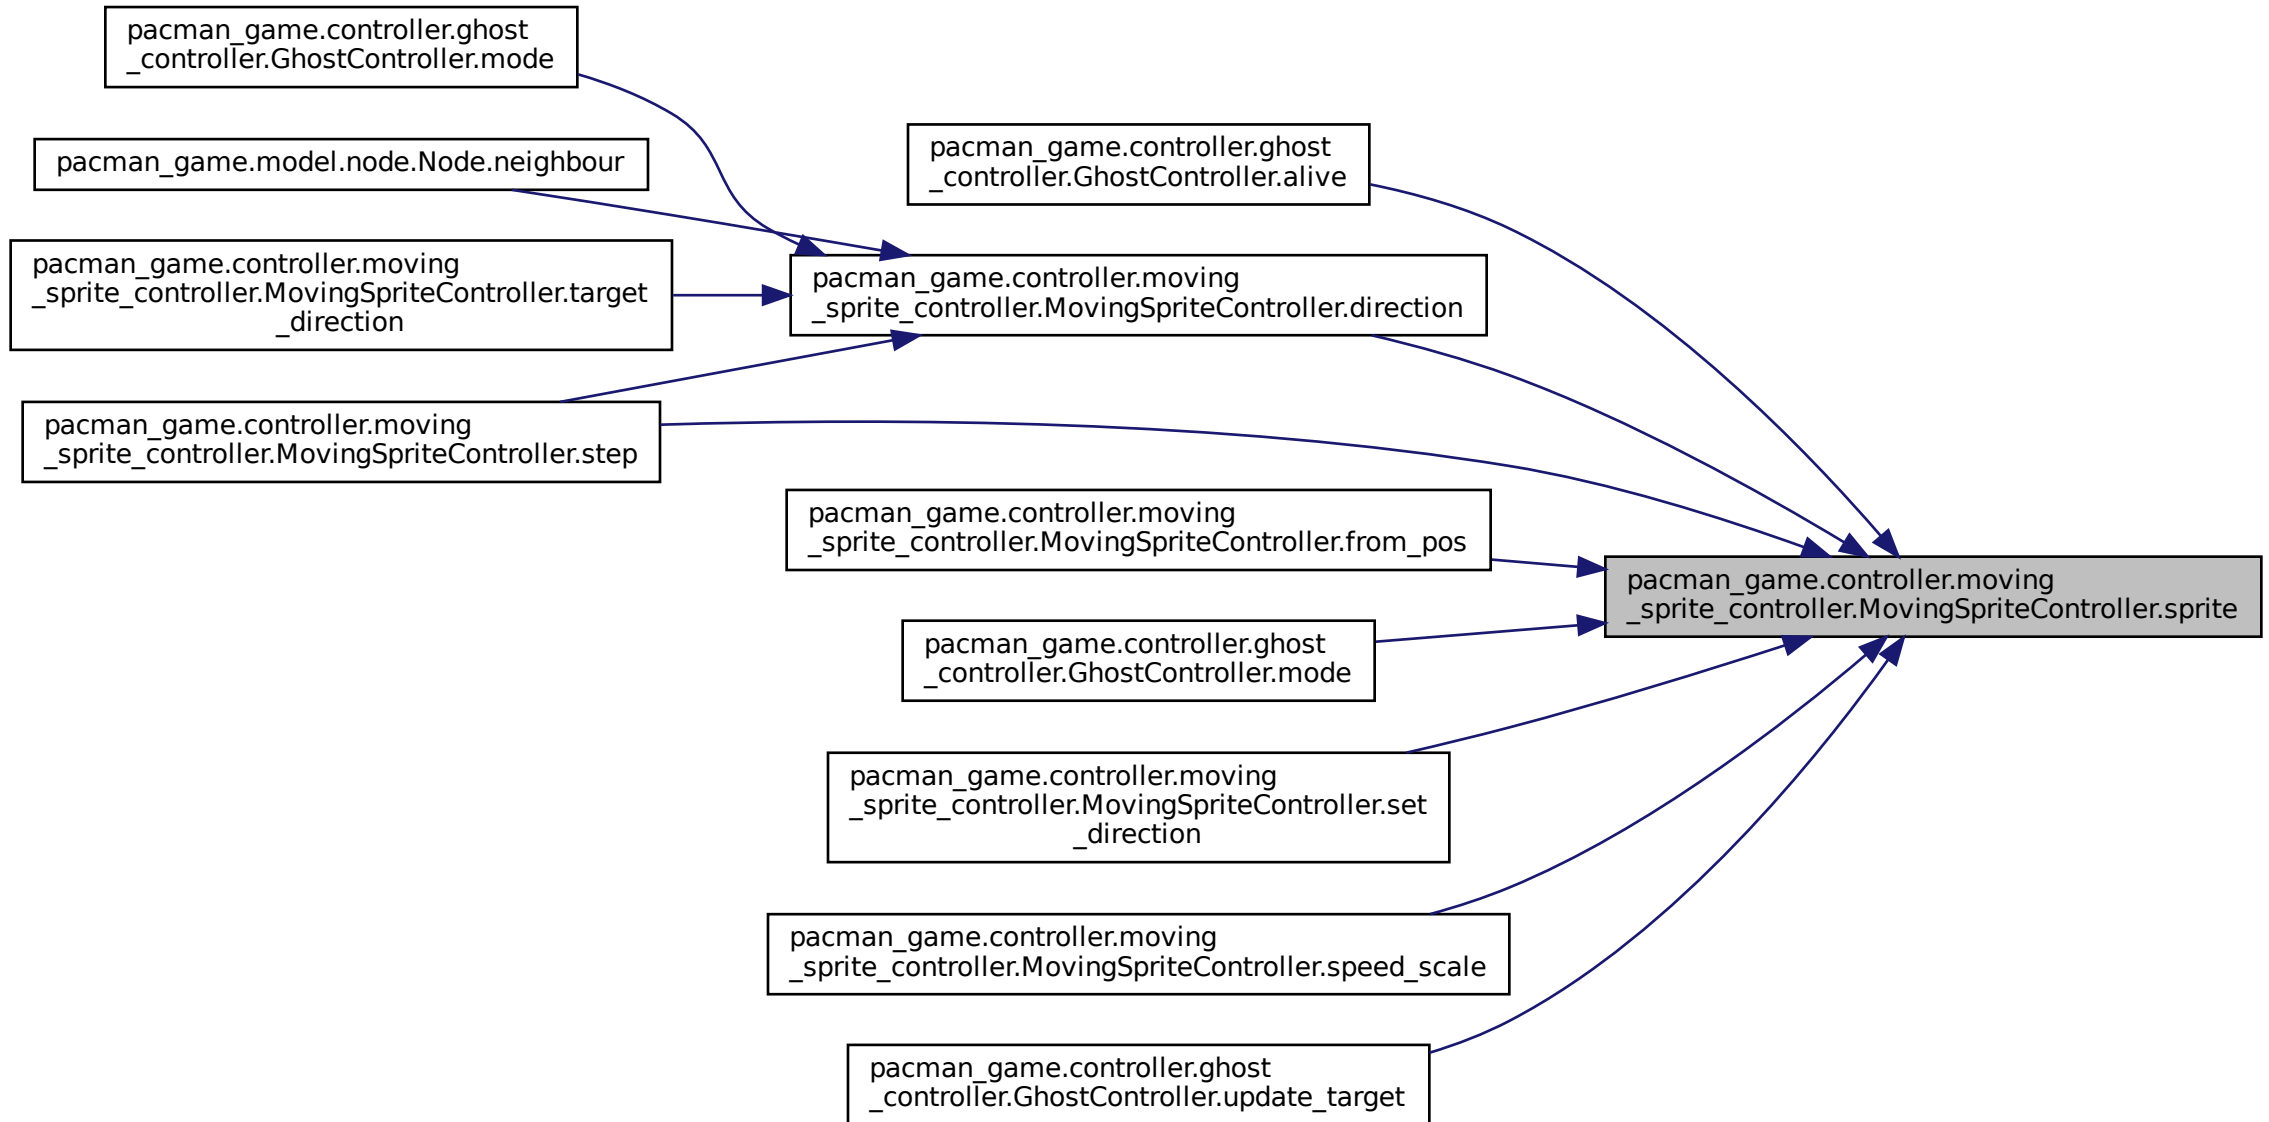 pacman_game.controller.ghost
_controller.GhostController.mode
pacman_game.model.node.Node.neighbour
pacman_game.controller.moving
_sprite_controller.MovingSpriteController.target
_direction
pacman_game.controller.moving
_sprite_controller.MovingSpriteController.step
pacman_game.controller.ghost
_controller.GhostController.alive
pacman_game.controller.moving
_sprite_controller.MovingSpriteController.direction
pacman_game.controller.moving
_sprite_controller.MovingSpriteController.from_pos
pacman_game.controller.ghost
_controller.GhostController.mode
pacman_game.controller.moving
_sprite_controller.MovingSpriteController.set
_direction
pacman_game.controller.moving
_sprite_controller.MovingSpriteController.speed_scale
pacman_game.controller.ghost
_controller.GhostController.update_target
pacman_game.controller.moving
_sprite_controller.MovingSpriteController.sprite